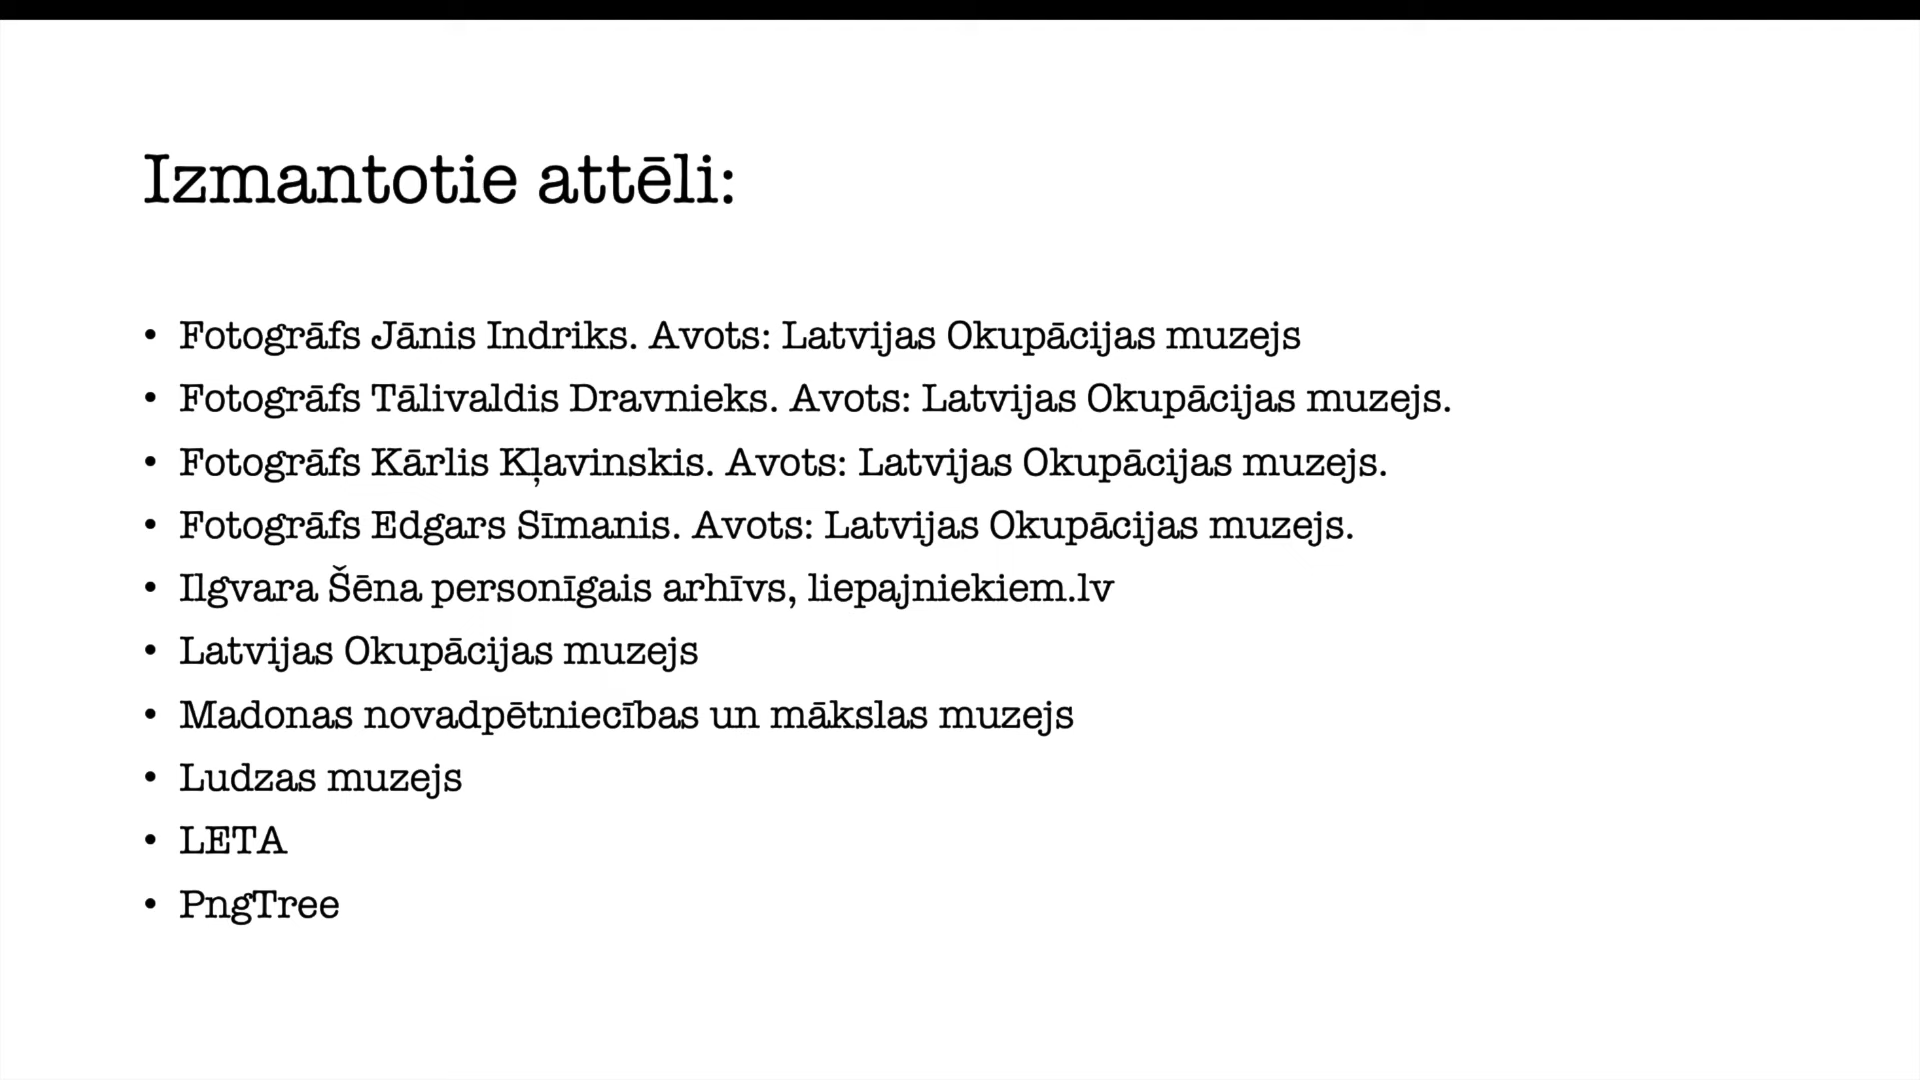 Izmantotie attēli:
• Fotogrāfs Jānis Indriks. Avots: Latvijas Okupācijas muzejs
• Fotogrāfs Tālivaldis Dravnieks. Avots: Latvijas Okupācijas muzejs.
• Fotogrāfs Kārlis Kļavinskis. Avots: Latvijas Okupācijas muzejs.
• Fotogrāfs Edgars Sīmanis. Avots: Latvijas Okupācijas muzejs.
• Ilgvara Šēna personīgais arhīvs, liepajniekiem.lv
• Latvijas Okupācijas muzejs
• Madonas novadpētniecības un mākslas muzejs
• Ludzas muzejs
• LETA
• PngTree